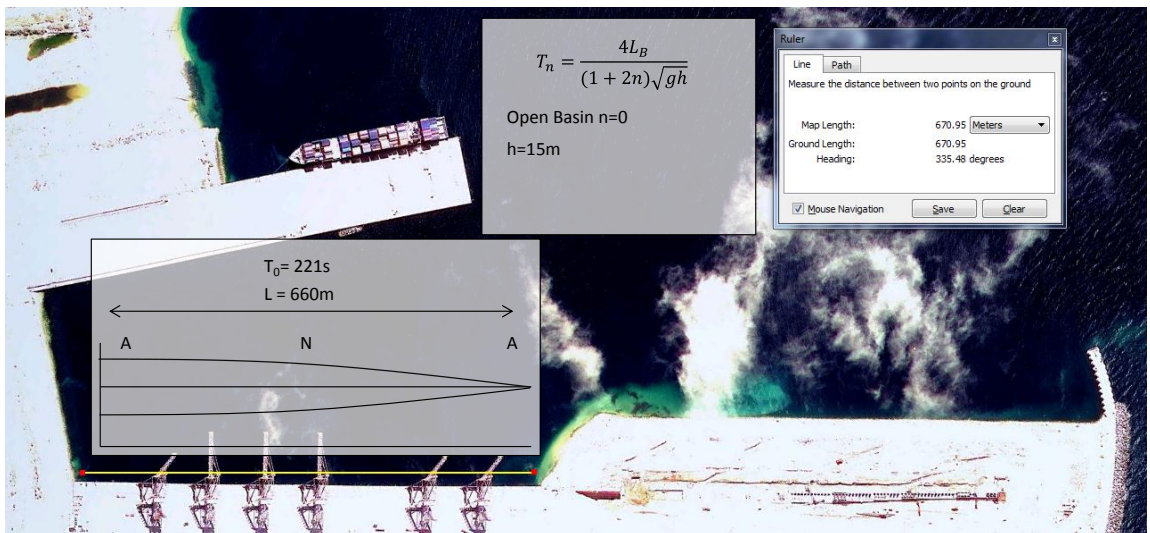 T_n = 4L_B / (1 + 2n)√gh
Open Basin n=0
h=15m
Ruler
Line Path
Measure the distance between two points on the ground
Map Length: 670.95 Meters
Ground Length: 670.95
Heading: 335.48 degrees
Mouse Navigation Save Clear
T₀= 221s
L = 660m
A N A